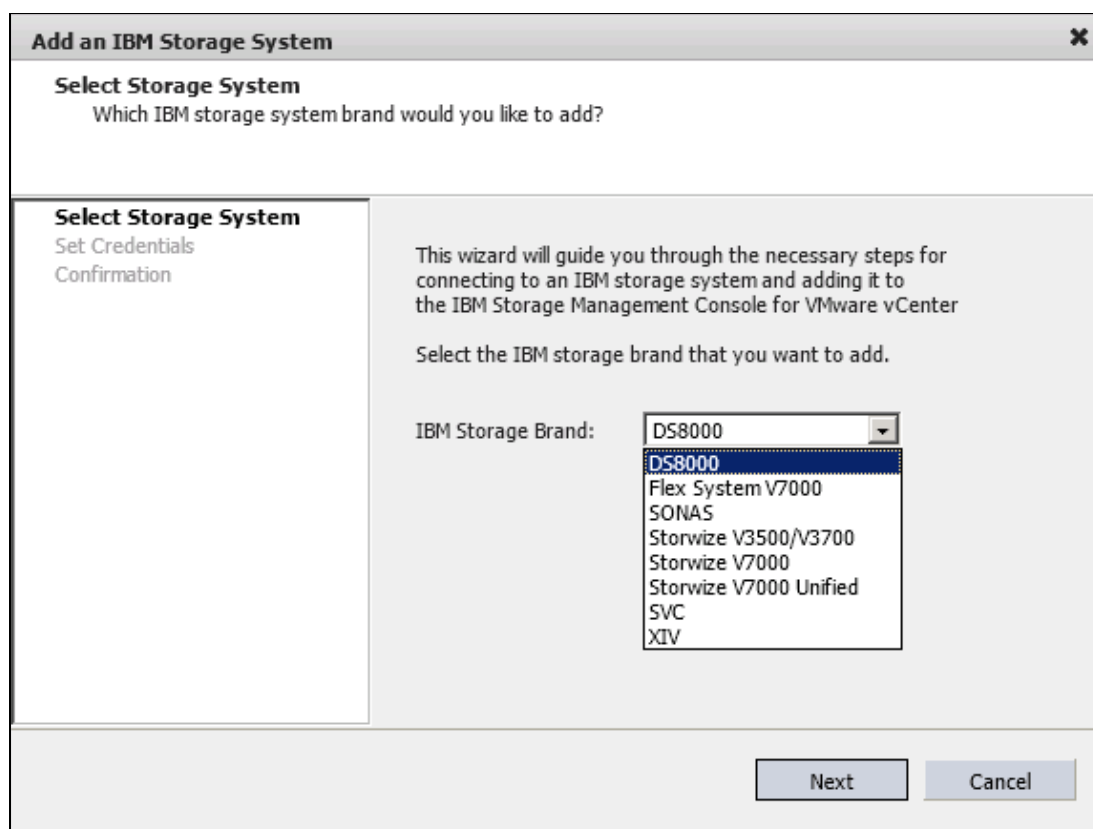 Add an IBM Storage System
Select Storage System
Which IBM storage system brand would you like to add?
Select Storage System
Set Credentials
Confirmation
This wizard will guide you through the necessary steps for
connecting to an IBM storage system and adding it to
the IBM Storage Management Console for VMware vCenter
Select the IBM storage brand that you want to add.
IBM Storage Brand: DS8000
DS8000
Flex System V7000
SONAS
Storwize V3500/V3700
Storwize V7000
Storwize V7000 Unified
SVC
XIV
Next Cancel